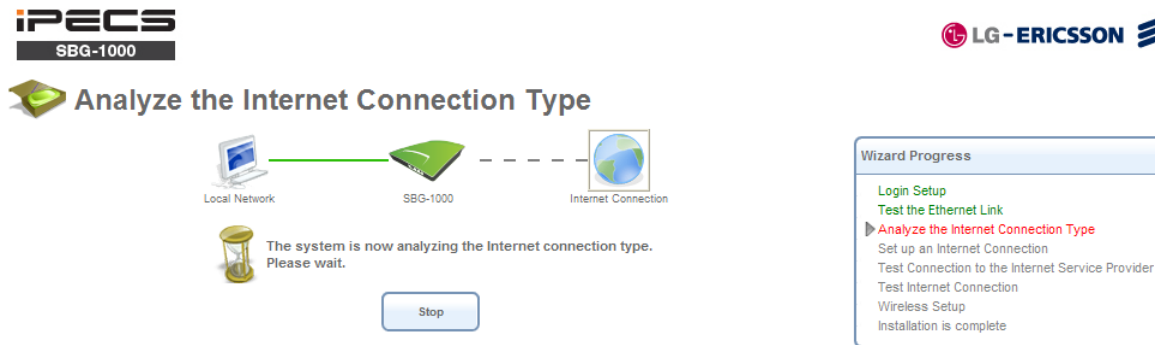 iPECS
SBG-1000
LG-ERICSSON
Analyze the Internet Connection Type
Local Network
SBG-1000
Internet Connection
The system is now analyzing the Internet connection type.
Please wait.
Stop
Wizard Progress
Login Setup
Test the Ethernet Link
Analyze the Internet Connection Type
Set up an Internet Connection
Test Connection to the Internet Service Provider
Test Internet Connection
Wireless Setup
Installation is complete